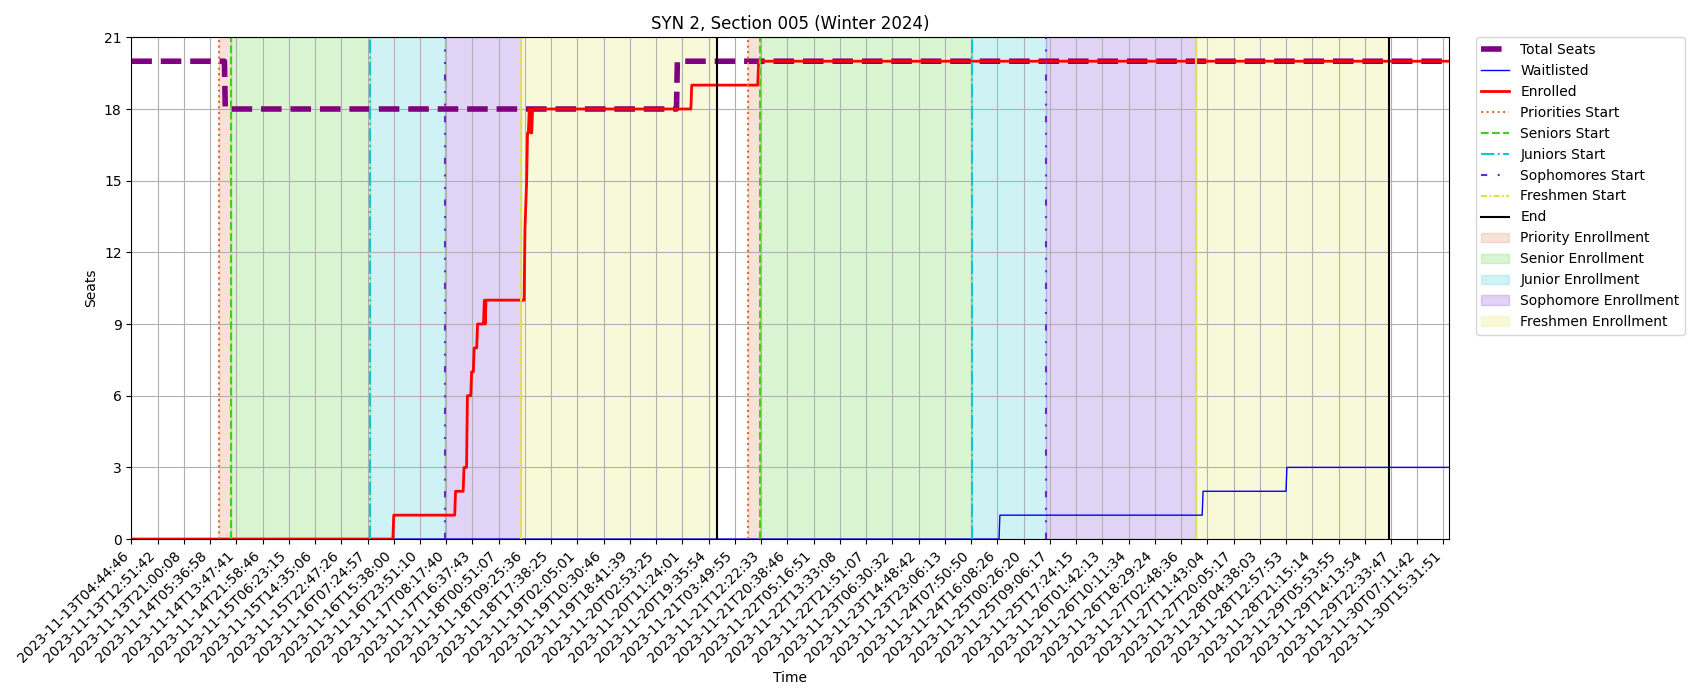 SYN 2, Section 005 (Winter 2024)
21
18
15
12
9
6
3
0
Seats
2023-11-13T04:44:46
2023-11-13T12:51:42
2023-11-13T21:00:08
2023-11-14T05:36:58
2023-11-14T13:47:41
2023-11-14T21:58:46
2023-11-15T06:23:15
2023-11-15T14:35:06
2023-11-15T22:47:26
2023-11-16T07:24:57
2023-11-16T15:38:00
2023-11-16T23:51:10
2023-11-17T08:17:40
2023-11-17T16:37:43
2023-11-18T00:51:07
2023-11-18T09:25:36
2023-11-18T17:38:25
2023-11-19T02:05:01
2023-11-19T10:30:46
2023-11-19T18:41:39
2023-11-20T02:53:25
2023-11-20T11:24:01
2023-11-20T19:35:54
2023-11-21T03:49:55
2023-11-21T12:22:33
2023-11-21T20:38:46
2023-11-22T05:16:51
2023-11-22T13:33:08
2023-11-22T21:51:07
2023-11-23T06:30:32
2023-11-23T14:48:42
2023-11-23T23:06:13
2023-11-24T07:50:50
2023-11-24T16:08:26
2023-11-25T00:26:20
2023-11-25T09:06:17
2023-11-25T17:24:15
2023-11-26T01:42:13
2023-11-26T10:11:34
2023-11-26T18:29:24
2023-11-27T02:48:36
2023-11-27T11:43:04
2023-11-27T20:05:17
2023-11-28T04:38:03
2023-11-28T12:57:53
2023-11-28T21:15:14
2023-11-29T05:53:55
2023-11-29T14:13:54
2023-11-29T22:33:47
2023-11-30T07:11:42
2023-11-30T15:31:51
Time
Total Seats
Waitlisted
Enrolled
Priorities Start
Seniors Start
Juniors Start
Sophomores Start
Freshmen Start
End
Priority Enrollment
Senior Enrollment
Junior Enrollment
Sophomore Enrollment
Freshmen Enrollment